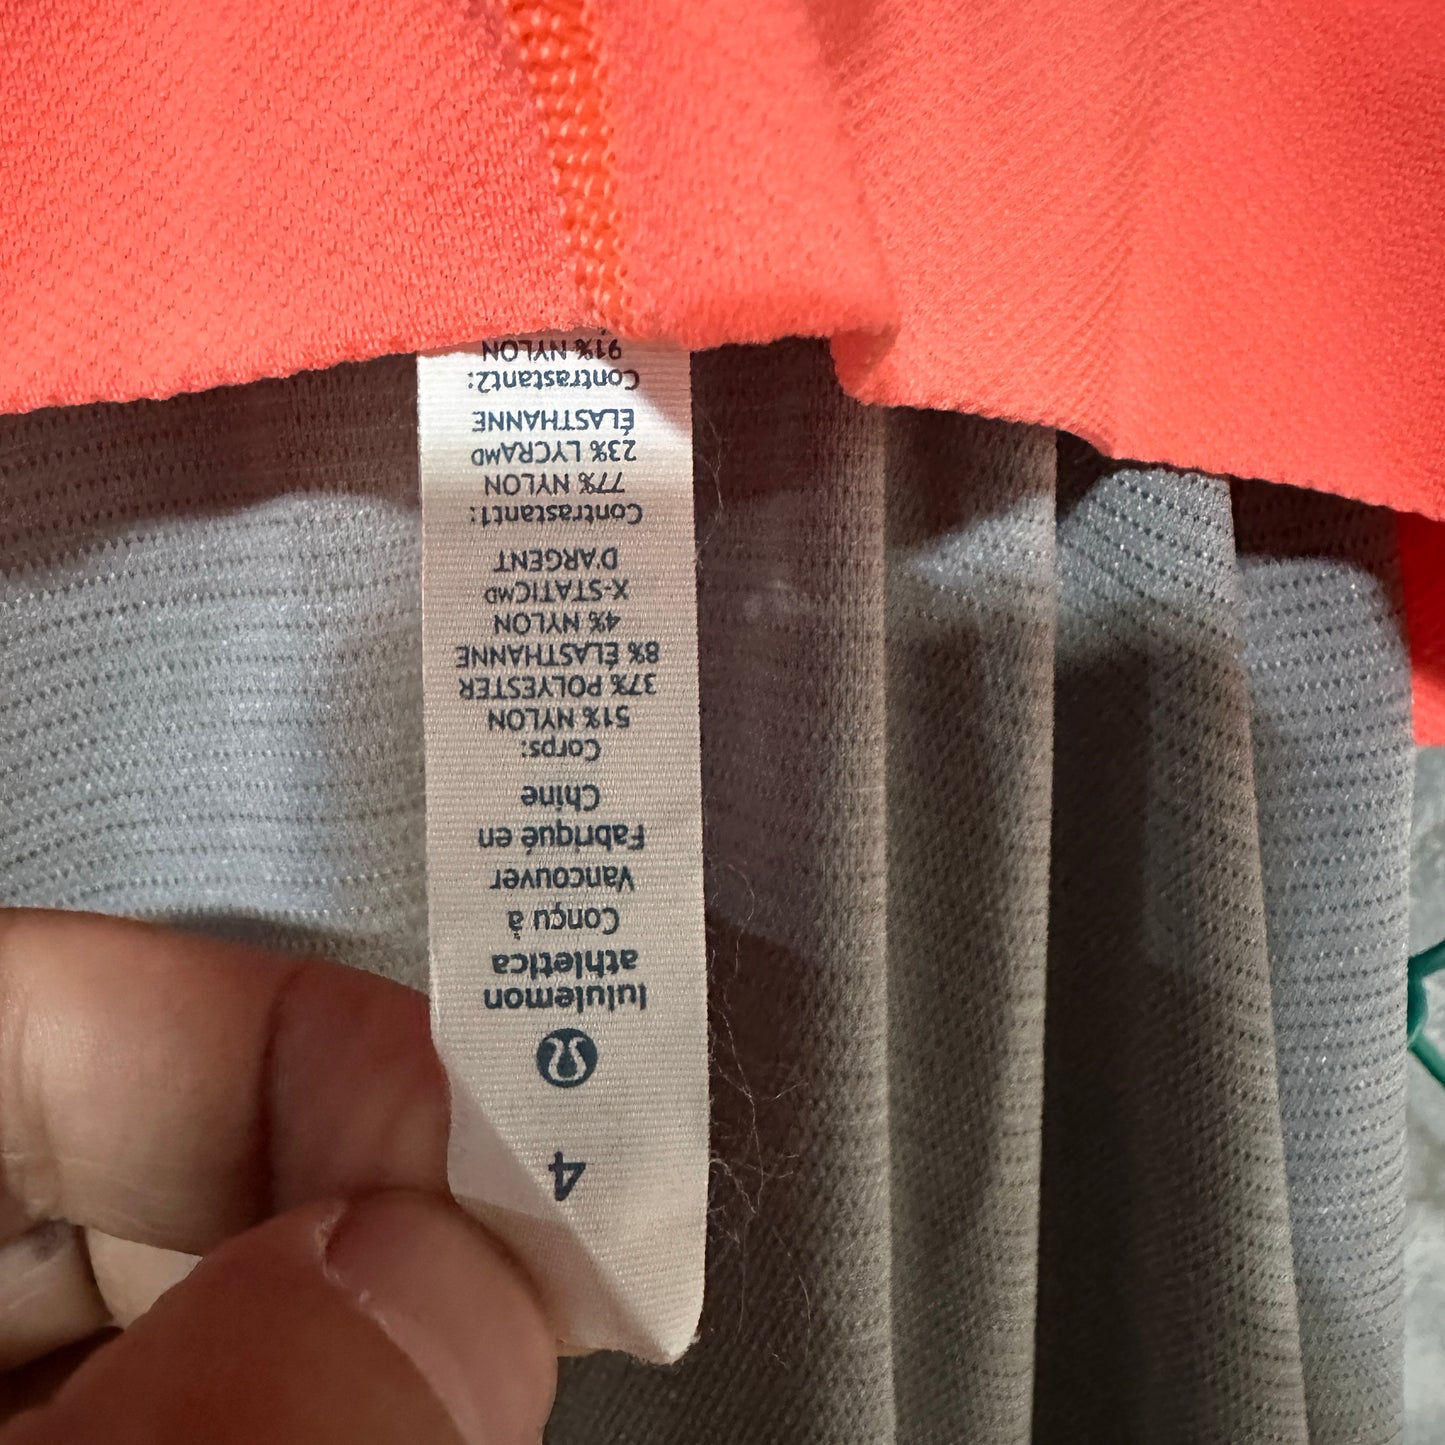 4
lululemon
athletica
Conçu à
Vancouver
Fabriqué en
Chine
Corps:
51% NYLON
37% POLYESTER
8% ÉLASTHANNE
4% NYLON
X-STATICMD
D'ARGENT
Contrastant1:
77% NYLON
23% LYCRAMD
ÉLASTHANNE
Contrastant2:
91% NYLON